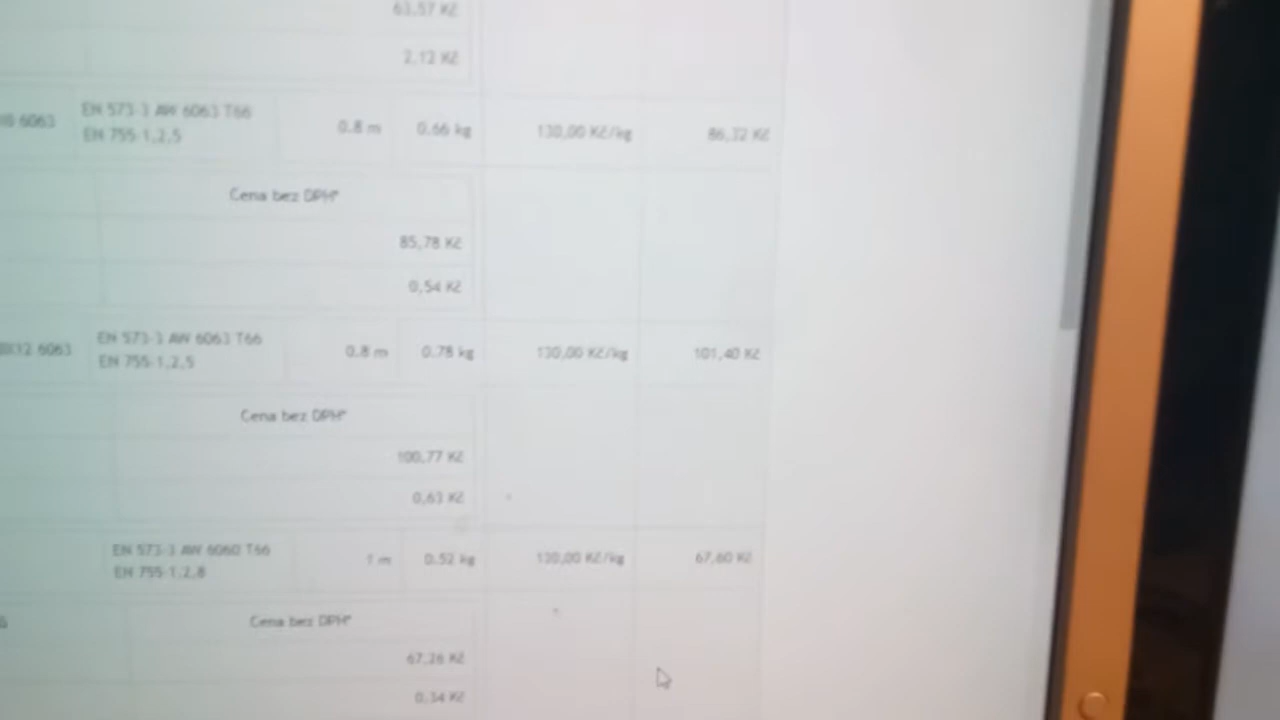 63,57 Kč
2,12 Kč
6063 EN 573-3 AW 6063 T66 0.8 m 0.66 kg 130,00 Kč/kg 86,32 Kč
EN 755-1,2,5
Cena bez DPH*
85,78 Kč
0,54 Kč
6063 EN 573-3 AW 6063 T66 0.8 m 0.78 kg 130,00 Kč/kg 101,40 Kč
EN 755-1,2,5
Cena bez DPH*
100,77 Kč
0,63 Kč
EN 573-3 AW 6060 T66 1 m 0.52 kg 130,00 Kč/kg 67,60 Kč
EN 755-1,2,8
Cena bez DPH*
67,26 Kč
0,34 Kč